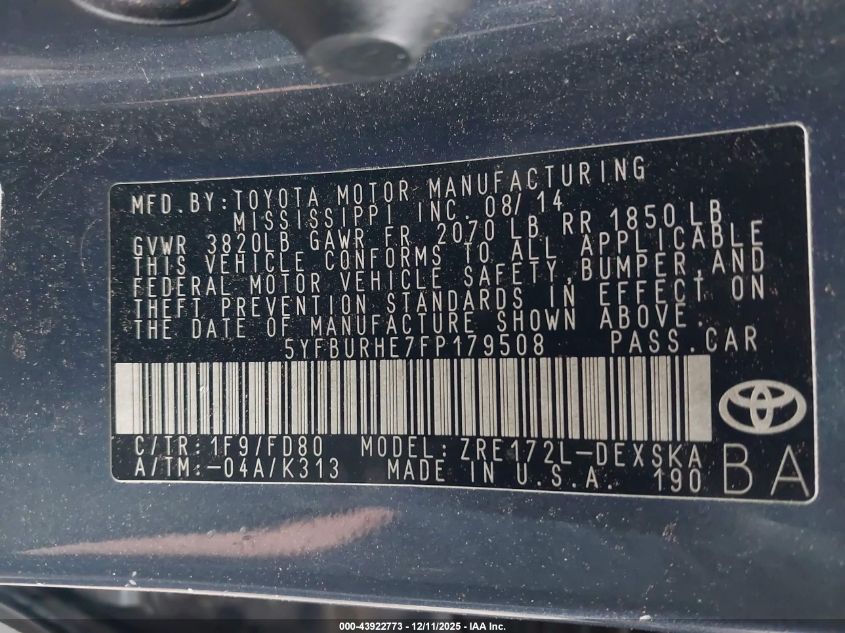 MFD. BY: TOYOTA MOTOR MANUFACTURING
MISSISSIPPI INC. 08/14
GVWR 3820LB GAWR FR 2070 LB RR 1850 LB
THIS VEHICLE CONFORMS TO ALL APPLICABLE
FEDERAL MOTOR VEHICLE SAFETY, BUMPER, AND
THEFT PREVENTION STANDARDS IN EFFECT ON
THE DATE OF MANUFACTURE SHOWN ABOVE.
5YFBURHE7FP179508 PASS. CAR
C/TR: 1F9/FD80 MODEL: ZRE172L-DEXSKA
A/TM: -04A/K313 MADE IN U.S.A. 190
BA
000-43922773 - 12/11/2025 - IAA Inc.